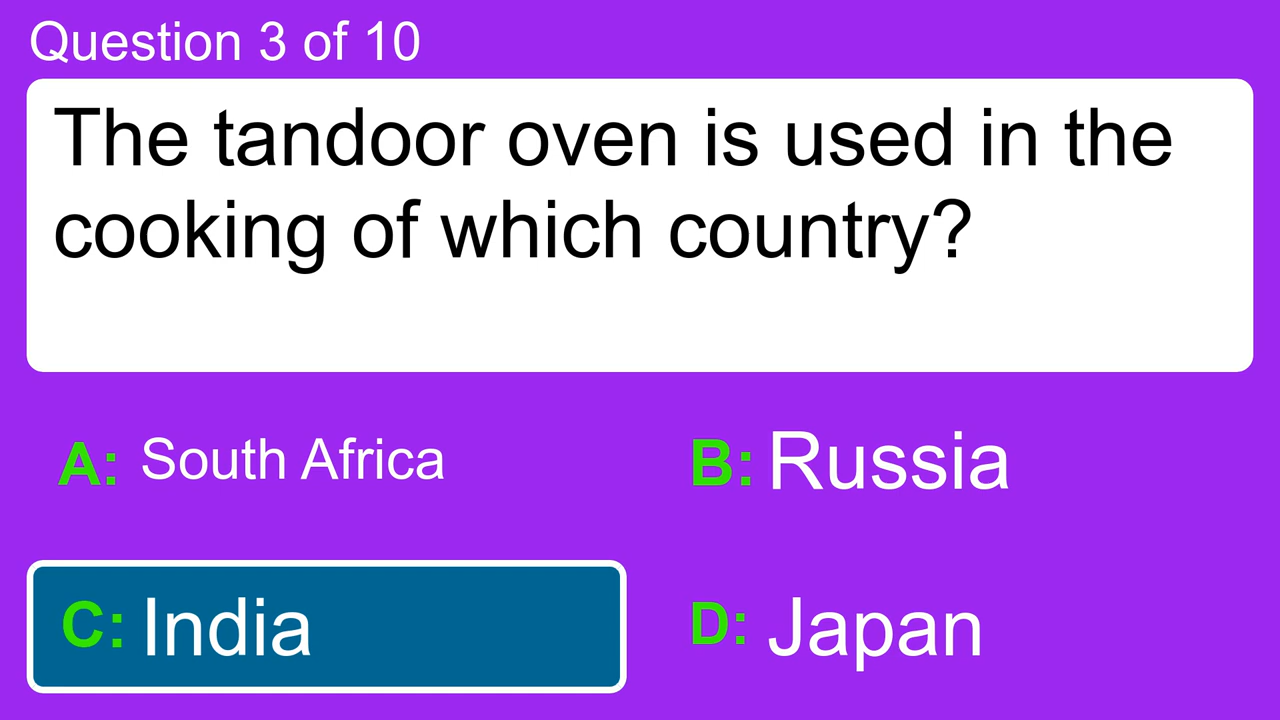 Question 3 of 10
The tandoor oven is used in the
cooking of which country?
A: South Africa
B: Russia
C: India
D: Japan